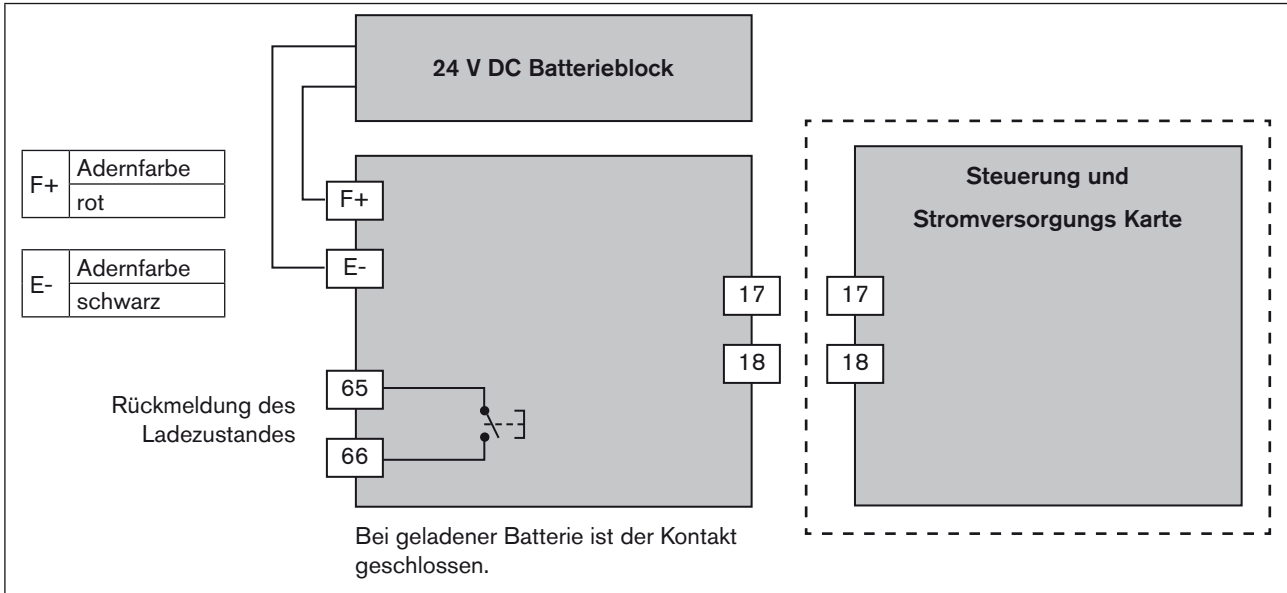 24 V DC Batterieblock
F+
Adernfarbe
rot
E-
Adernfarbe
schwarz
F+
E-
65
66
Rückmeldung des
Ladezustandes
17
18
Bei geladener Batterie ist der Kontakt
geschlossen.
Steuerung und
Stromversorgungs Karte
17
18